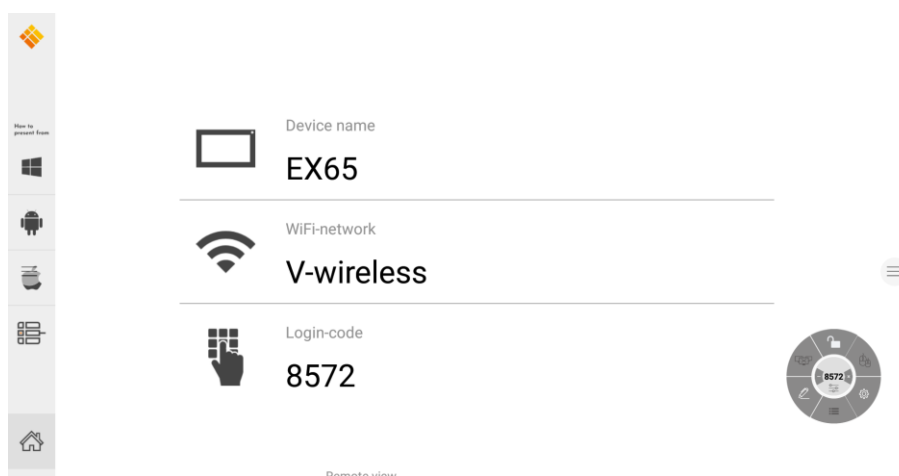 How to
present from
Device name
EX65
WiFi-network
V-wireless
Login-code
8572
8572
Remote view